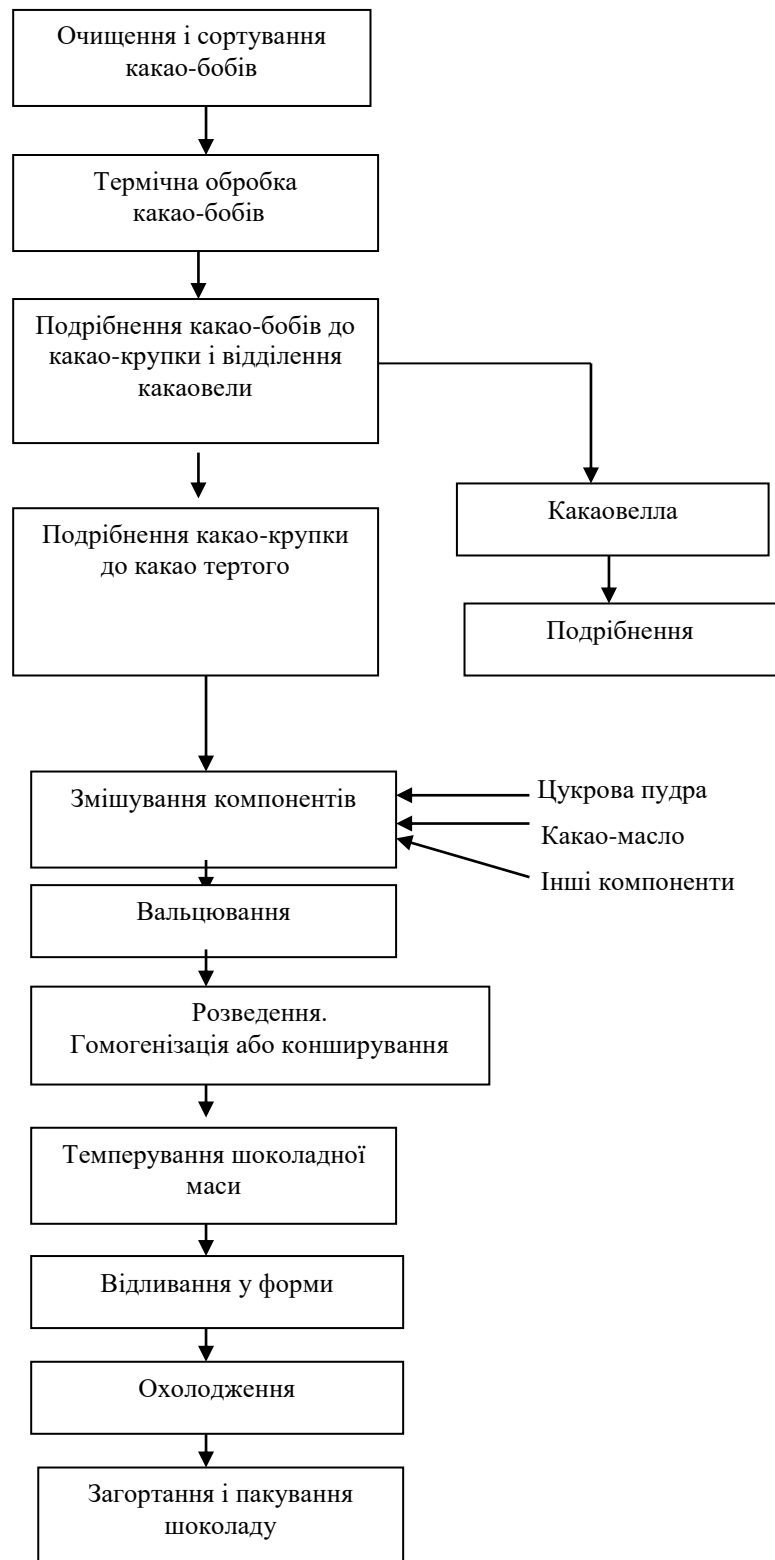 Очищення і сортування
какао-бобів
Термічна обробка
какао-бобів
Подрібнення какао-бобів до
какао-крупки і відділення
какаовели
Какаовелла
Подрібнення какао-крупки
до какао тертого
Подрібнення
Змішування компонентів
Цукрова пудра
Какао-масло
Інші компоненти
Вальцювання
Розведення.
Гомогенізація або конширування
Темперування шоколадної
маси
Відливання у форми
Охолодження
Загортання і пакування
шоколаду